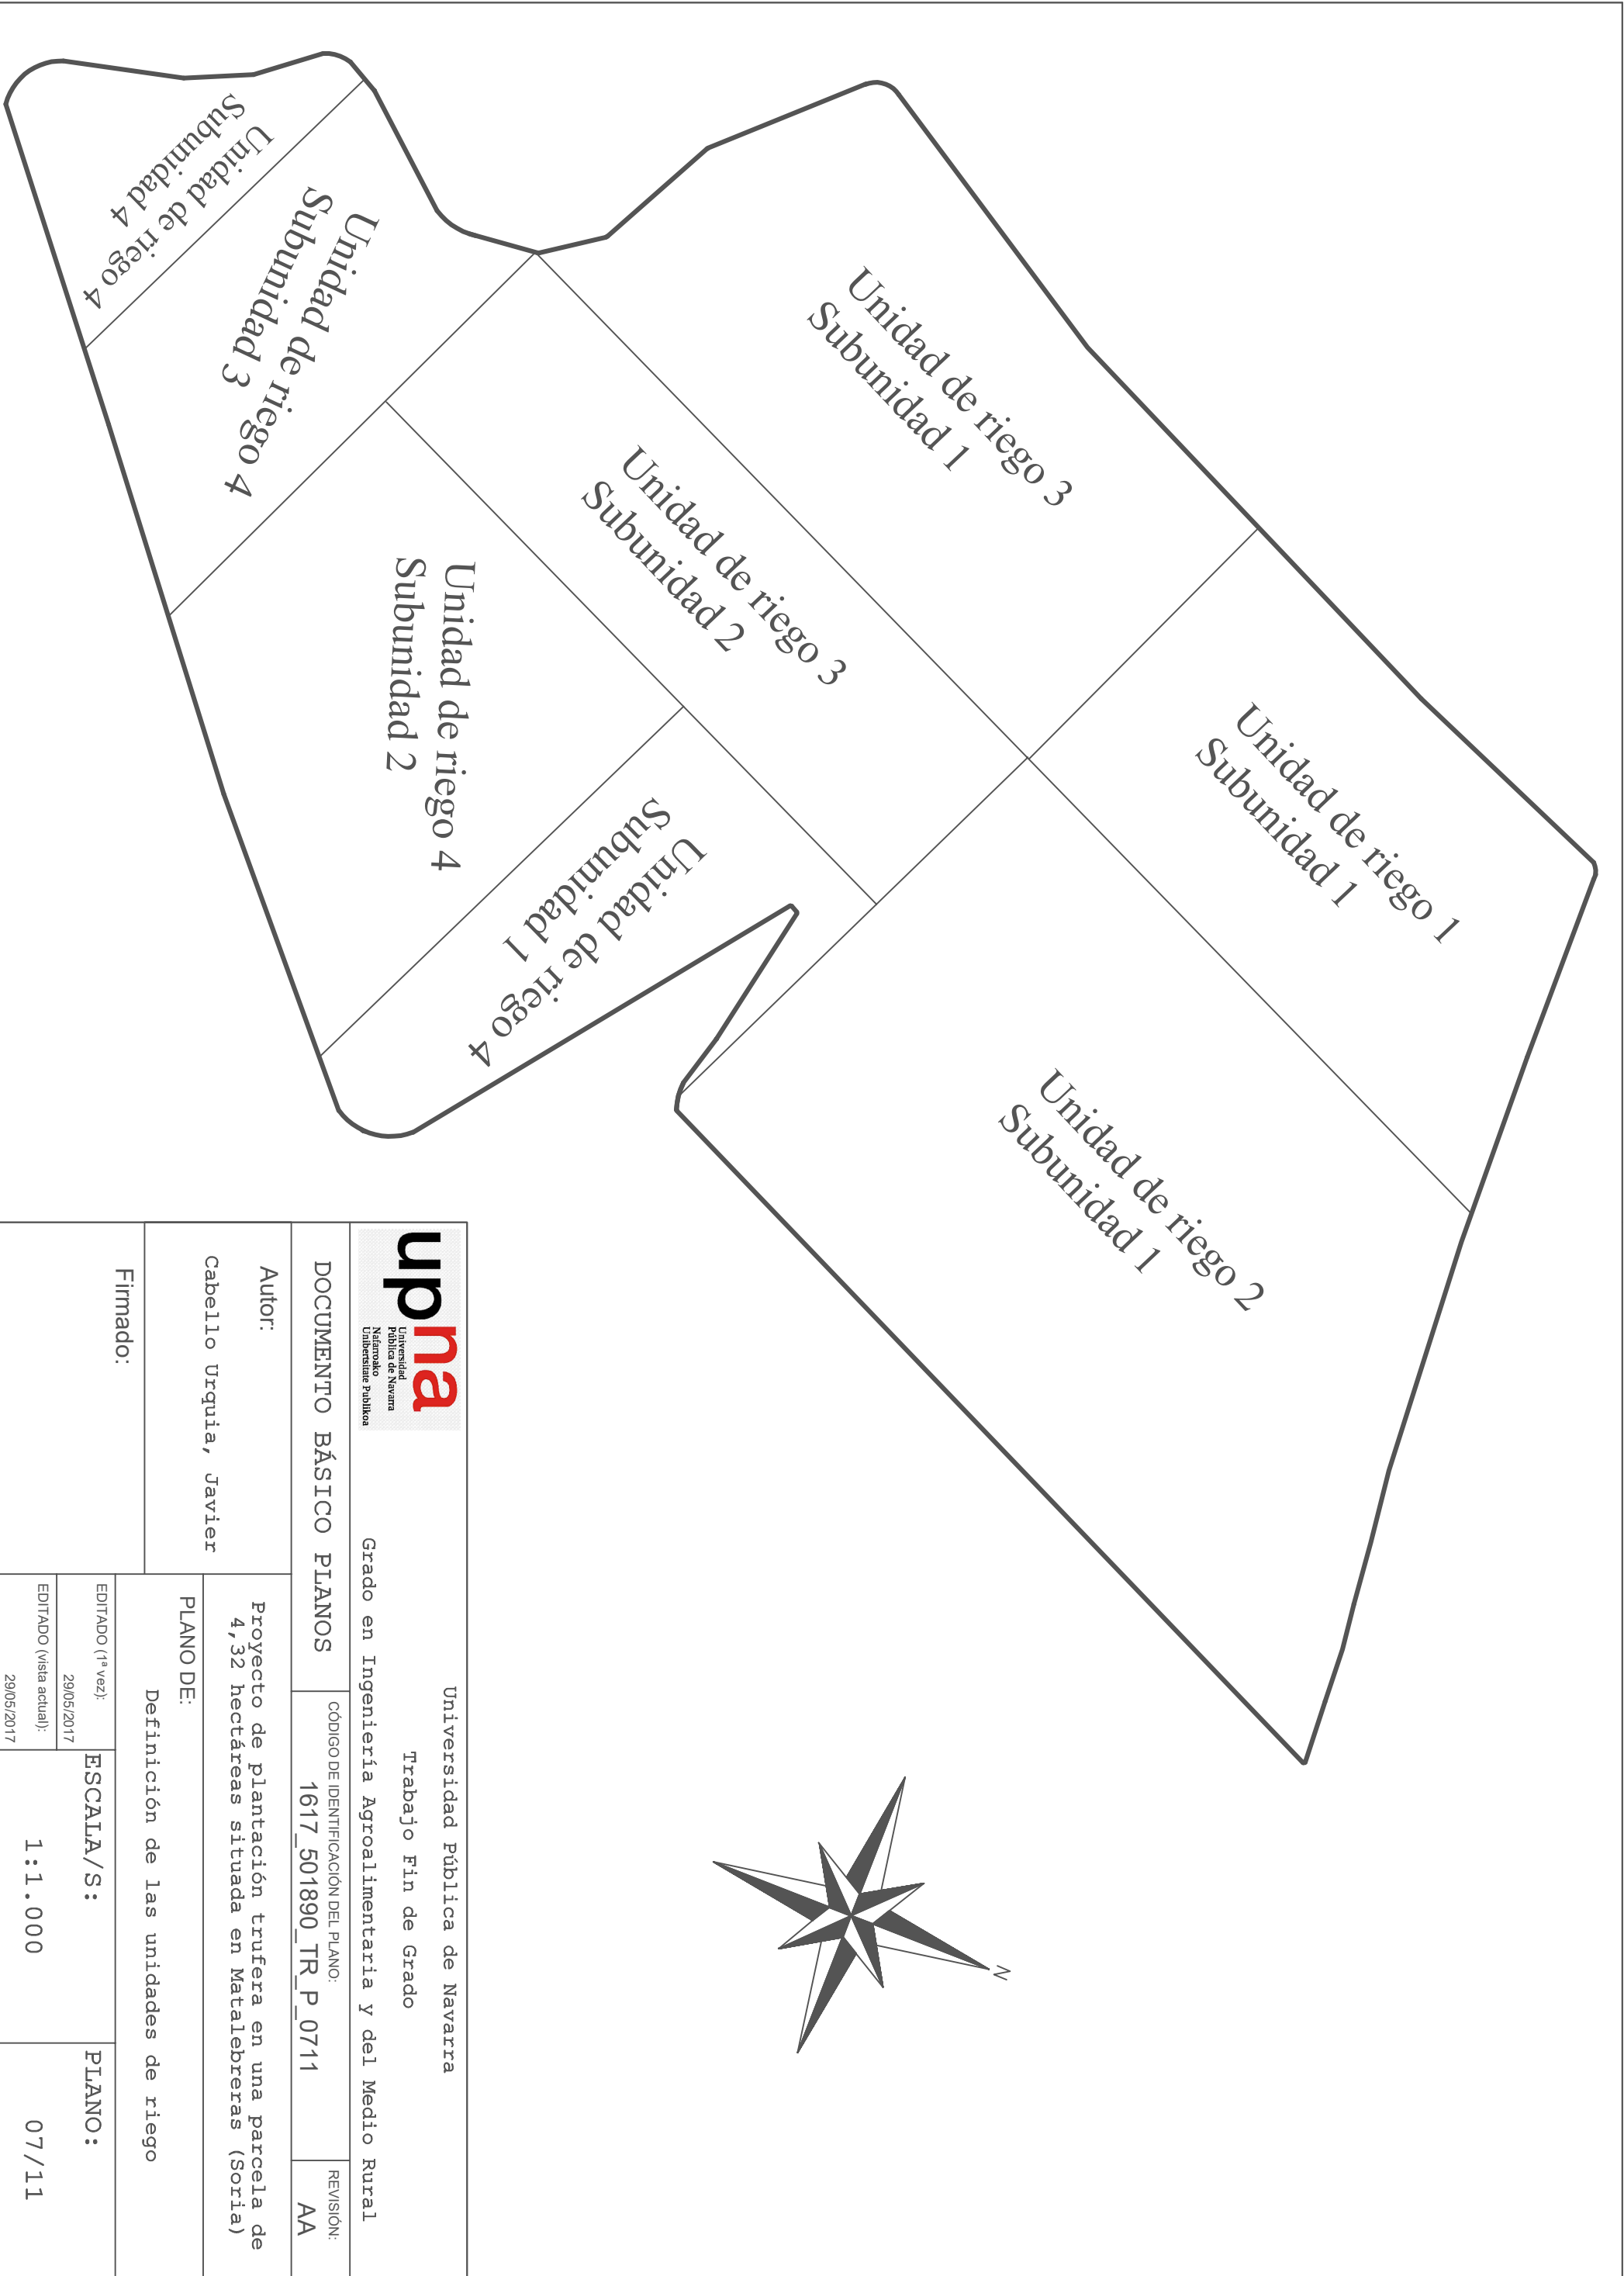 Unidad de riego 4
Subunidad 4
Unidad de riego 4
Subunidad 3
Unidad de riego 3
Subunidad 1
Unidad de riego 3
Subunidad 2
Unidad de riego 4
Subunidad 2
Unidad de riego 4
Subunidad 1
Unidad de riego 1
Subunidad 1
Unidad de riego 2
Subunidad 1
N
upna
Universidad
Pública de Navarra
Nafarroako
Unibertsitate Publikoa
Universidad Pública de Navarra
Trabajo Fin de Grado
Grado en Ingeniería Agroalimentaria y del Medio Rural
DOCUMENTO BÁSICO PLANOS
CÓDIGO DE IDENTIFICACIÓN DEL PLANO:
1617_501890_TR_P_0711
REVISIÓN:
AA
Autor:
Cabello Urquia, Javier
Proyecto de plantación trufera en una parcela de
4,32 hectáreas situada en Matalebreras (Soria)
PLANO DE:
Definición de las unidades de riego
Firmado:
EDITADO (1ª vez):
29/05/2017
EDITADO (vista actual):
29/05/2017
ESCALA/S:
1:1.000
PLANO:
07/11